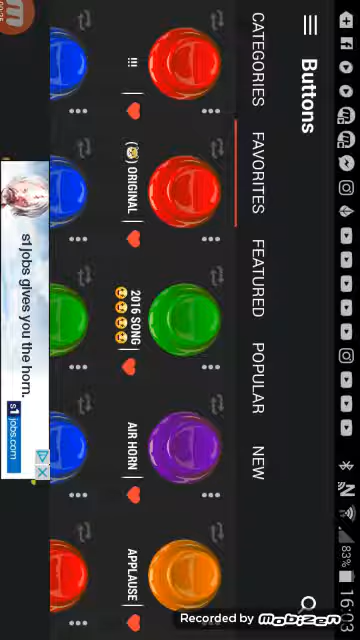 16:03
83%
Buttons
CATEGORIES
FAVORITES
FEATURED
POPULAR
NEW
!!!
(😂) ORIGINAL
2016 SONG
AIR HORN
APPLAUSE
s1jobs gives you the horn.
s1jobs.com
Recorded by MOBIZEN